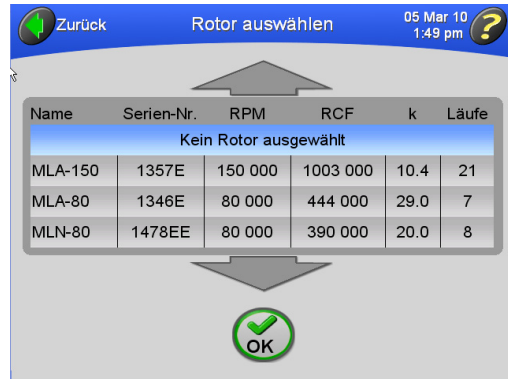 Zurück
Rotor auswählen
05 Mar 10
1:49 pm
?
Name Serien-Nr. RPM RCF k Läufe
Kein Rotor ausgewählt
MLA-150 1357E 150 000 1003 000 10.4 21
MLA-80 1346E 80 000 444 000 29.0 7
MLN-80 1478EE 80 000 390 000 20.0 8
OK